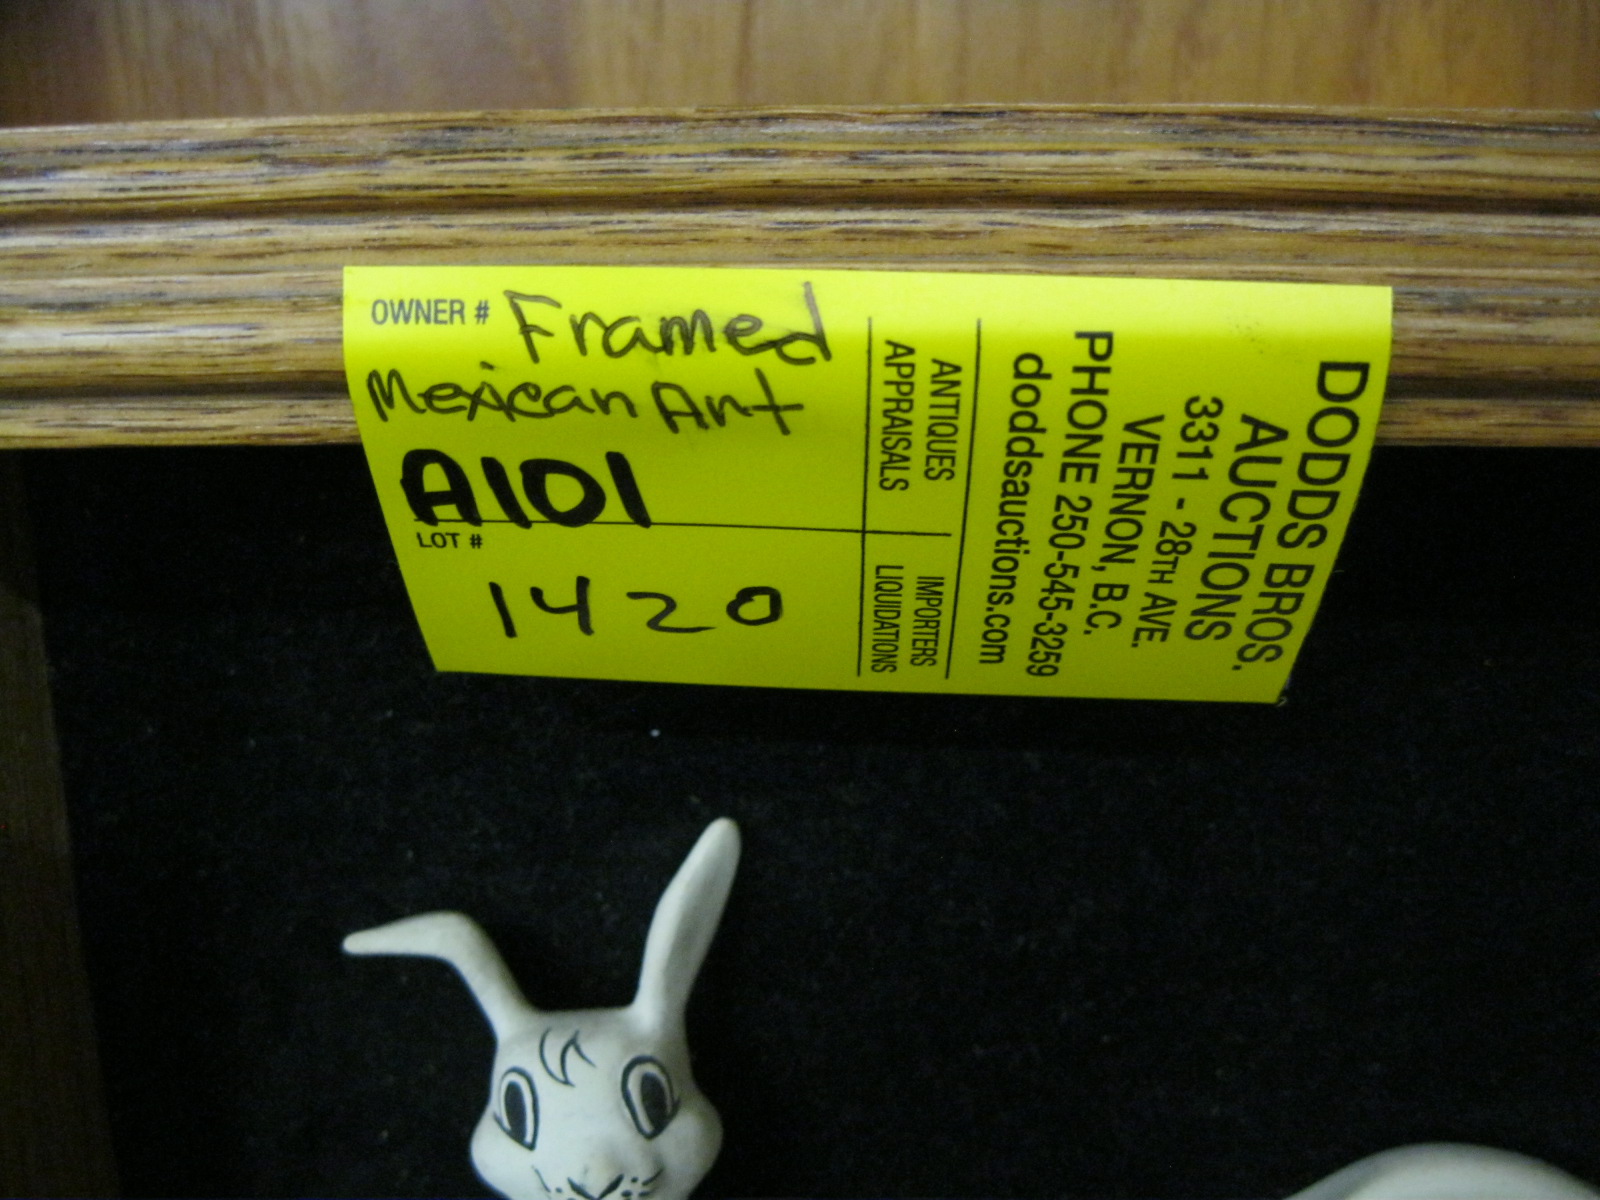 OWNER # Framed
Mexican Art
A101
LOT #
1420
ANTIQUES
APPRAISALS
IMPORTERS
LIQUIDATIONS
DODDS BROS.
AUCTIONS
3311 - 28TH AVE.
VERNON, B.C.
PHONE 250-545-3259
doddsauctions.com